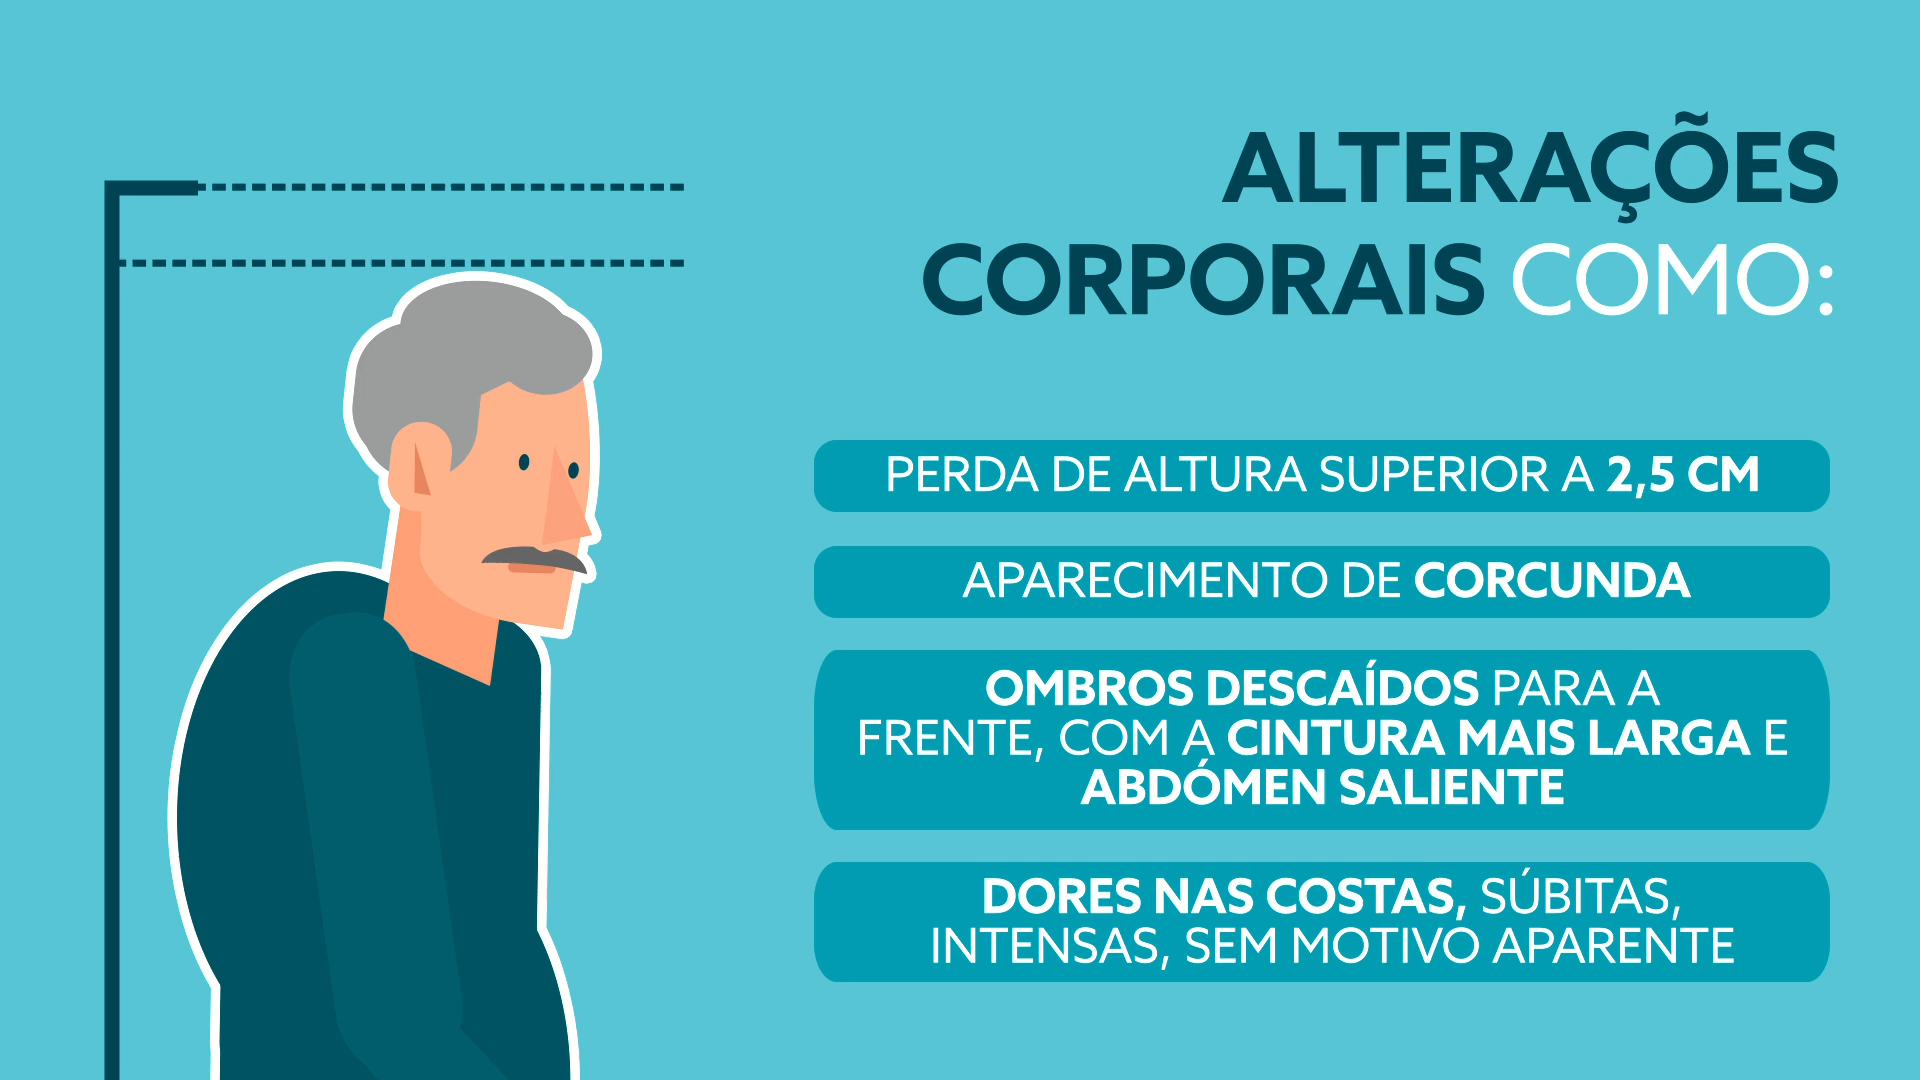 ALTERAÇÕES
CORPORAIS COMO:
PERDA DE ALTURA SUPERIOR A 2,5 CM
APARECIMENTO DE CORCUNDA
OMBROS DESCAÍDOS PARA A
FRENTE, COM A CINTURA MAIS LARGA E
ABDÓMEN SALIENTE
DORES NAS COSTAS, SÚBITAS,
INTENSAS, SEM MOTIVO APARENTE